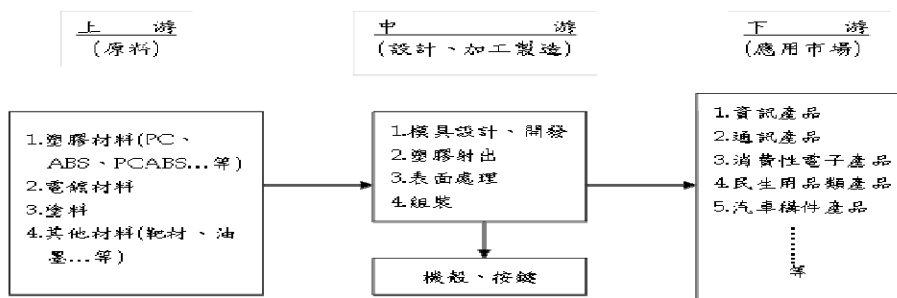 上 游
(原料)
中 游
(設計、加工製造)
下 游
(應用市場)
1.塑膠材料(PC、
ABS、PCABS...等)
2.電鍍材料
3.塗料
4.其他材料(靶材、油
墨...等)
1.模具設計、開發
2.塑膠射出
3.表面處理
4.組裝
機殼、按鍵
1.資訊產品
2.通訊產品
3.消費性電子產品
4.民生用品類產品
5.汽車構件產品
等